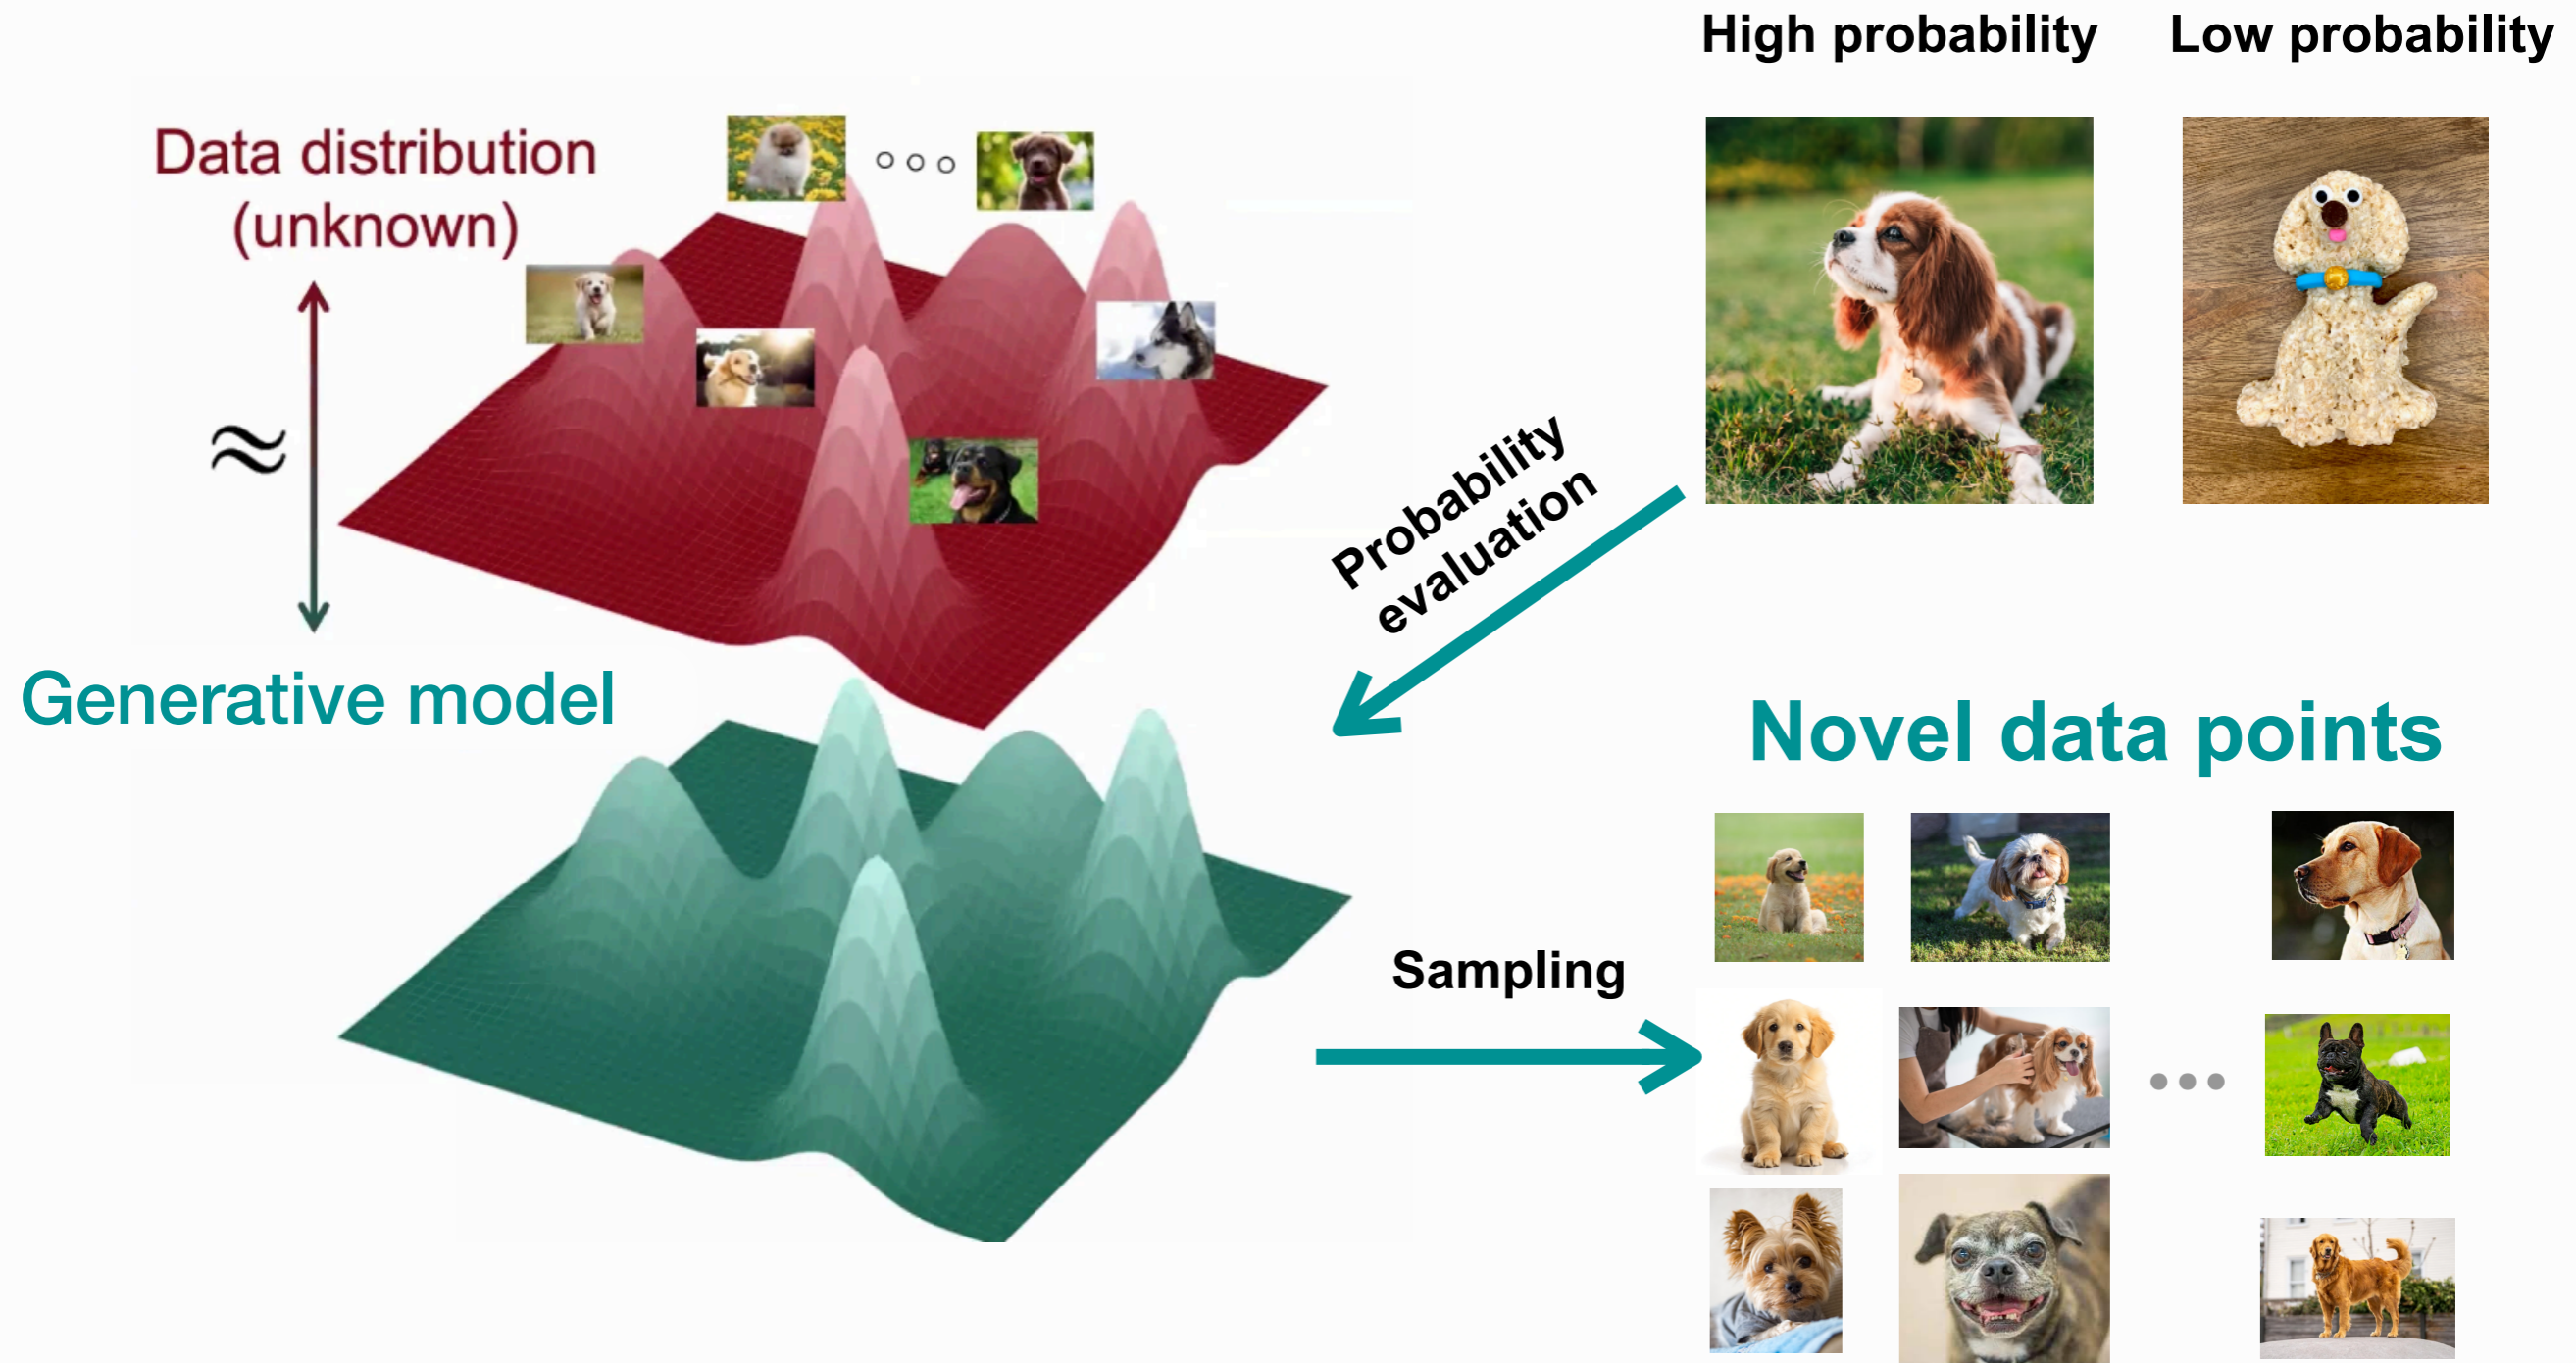 High probability
Low probability
Data distribution
(unknown)
≈
Probability
evaluation
Generative model
Novel data points
Sampling